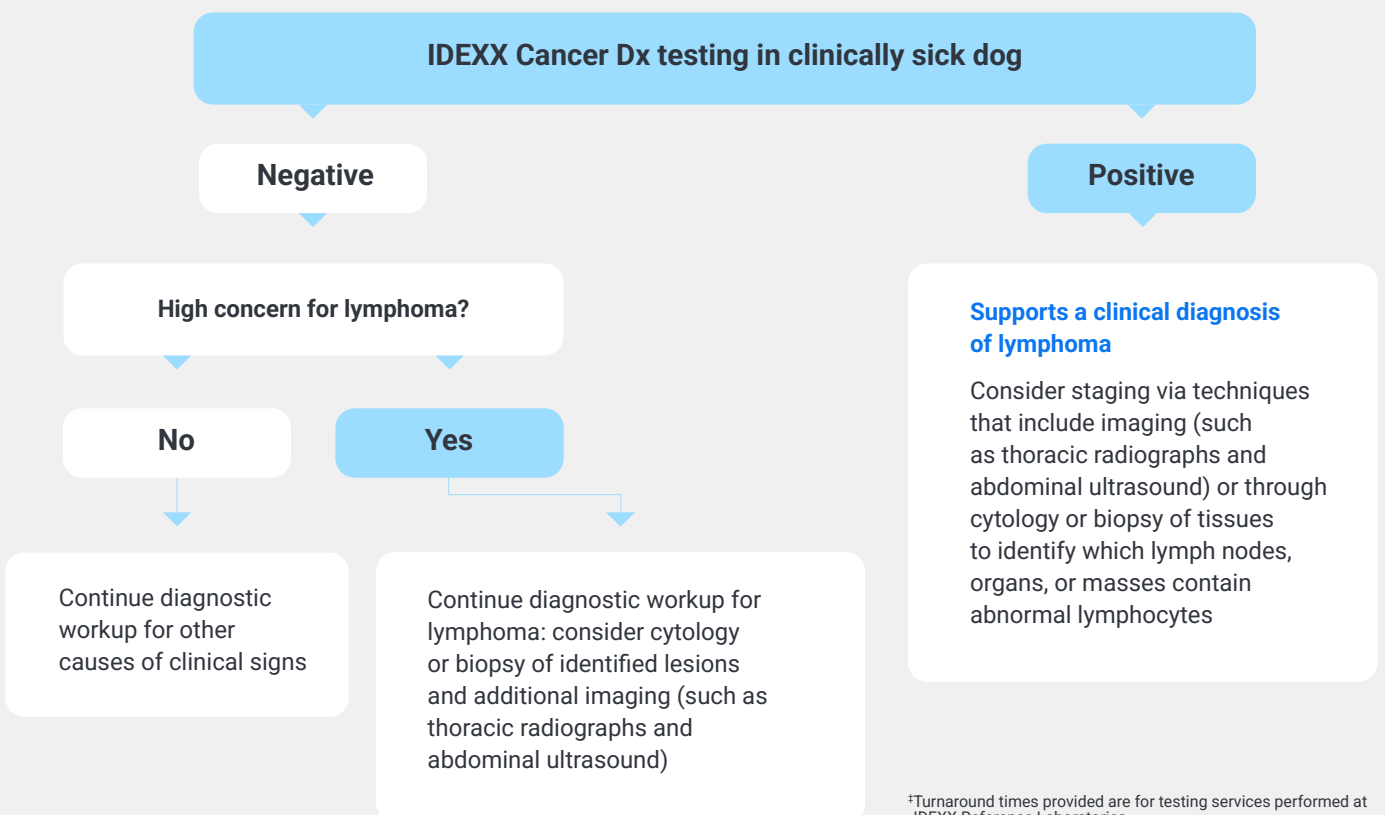 IDEXX Cancer Dx testing in clinically sick dog
Negative
Positive
High concern for lymphoma?
No
Yes
Continue diagnostic
workup for other
causes of clinical signs
Continue diagnostic workup for
lymphoma: consider cytology
or biopsy of identified lesions
and additional imaging (such as
thoracic radiographs and
abdominal ultrasound)
Supports a clinical diagnosis
of lymphoma
Consider staging via techniques
that include imaging (such
as thoracic radiographs and
abdominal ultrasound) or through
cytology or biopsy of tissues
to identify which lymph nodes,
organs, or masses contain
abnormal lymphocytes
‡Turnaround times provided are for testing services performed at
IDEXX Reference Laboratories